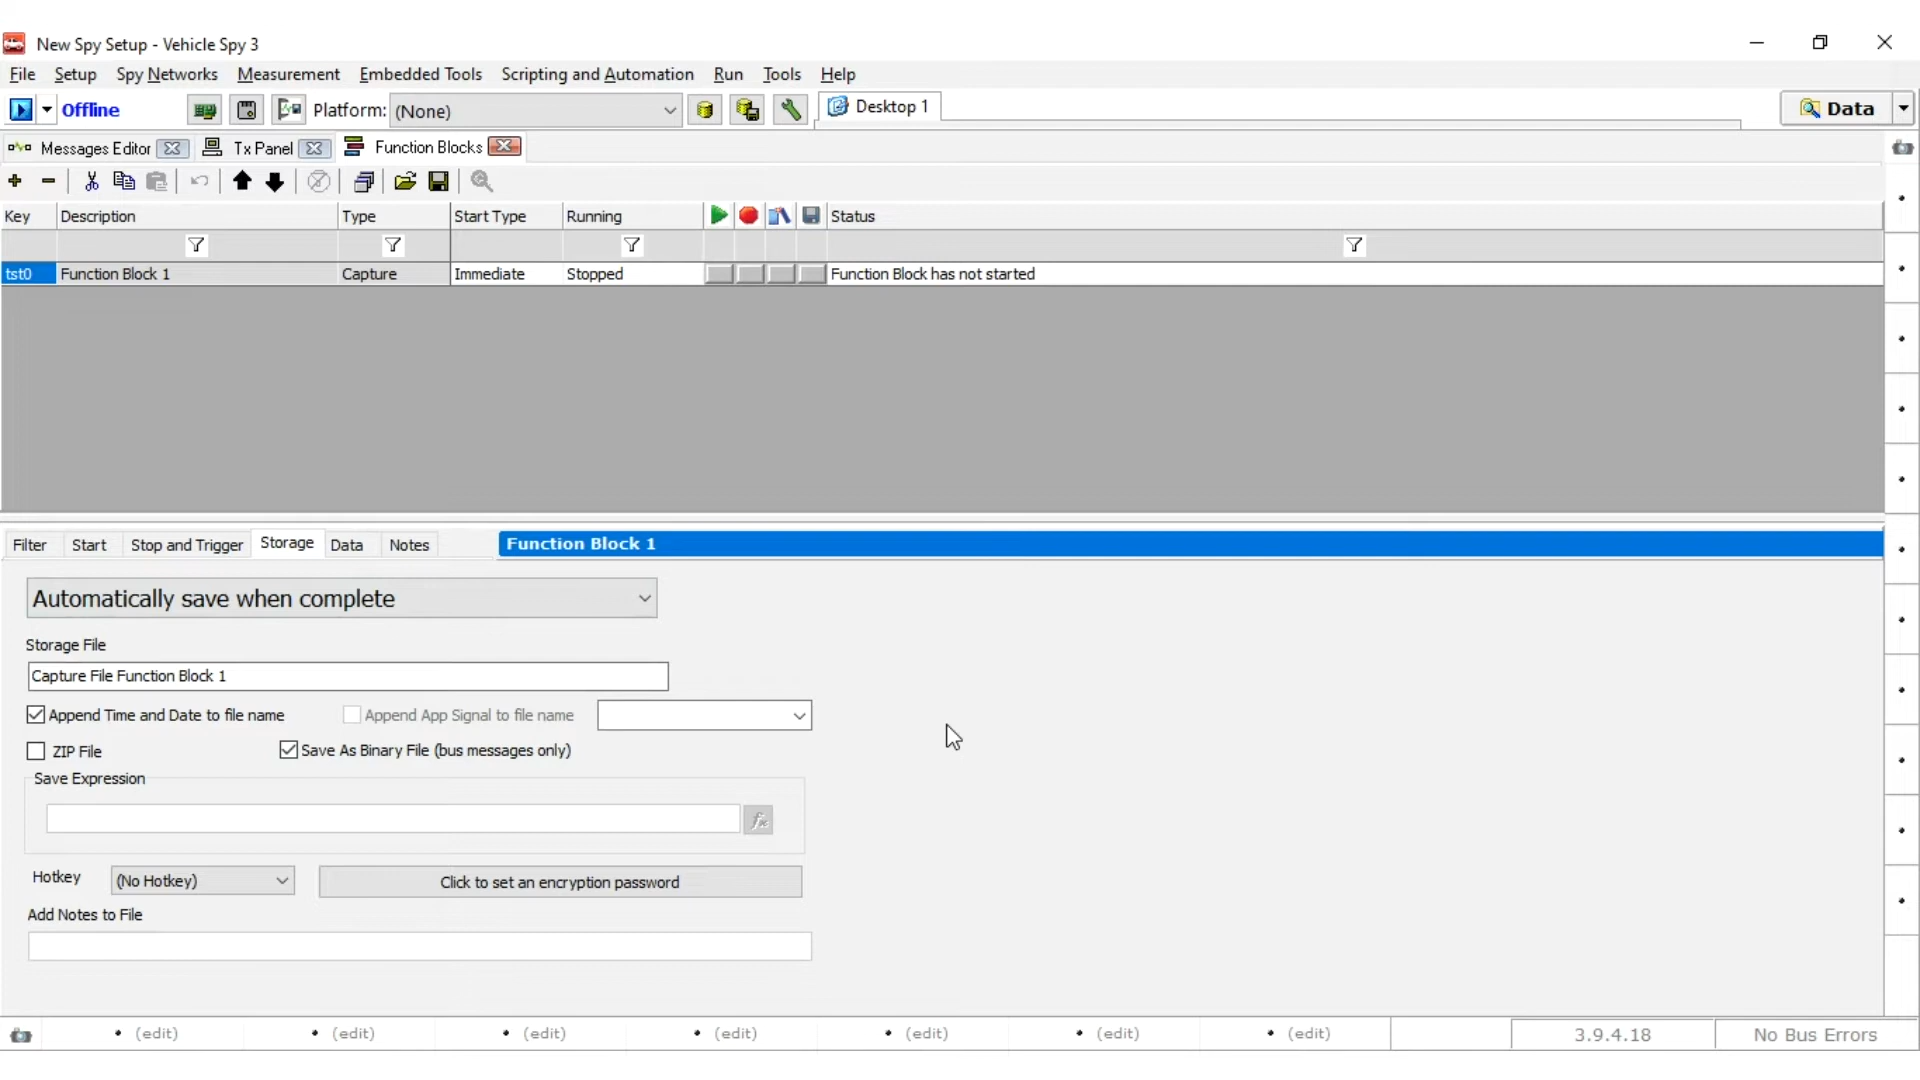 New Spy Setup - Vehicle Spy 3
File Setup Spy Networks Measurement Embedded Tools Scripting and Automation Run Tools Help
Offline Platform: (None) Desktop 1 Data
Messages Editor Tx Panel Function Blocks
Key Description Type Start Type Running Status
tst0 Function Block 1 Capture Immediate Stopped Function Block has not started
Filter Start Stop and Trigger Storage Data Notes Function Block 1
Automatically save when complete
Storage File
Capture File Function Block 1
Append Time and Date to file name Append App Signal to file name
ZIP File Save As Binary File (bus messages only)
Save Expression
fx
Hotkey (No Hotkey) Click to set an encryption password
Add Notes to File
(edit) (edit) (edit) (edit) (edit) (edit) (edit) 3.9.4.18 No Bus Errors